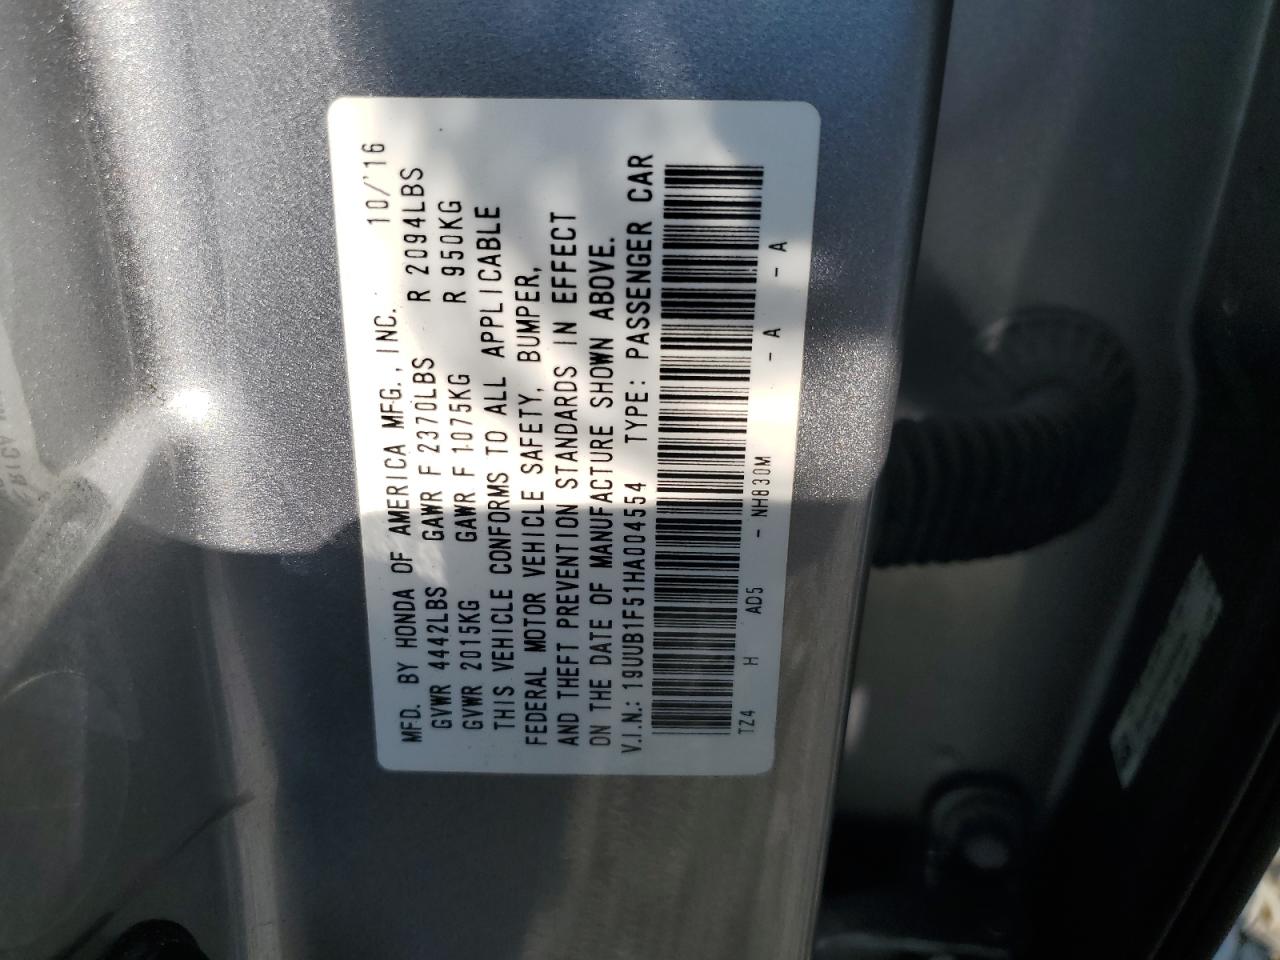 MFD. BY HONDA OF AMERICA MFG., INC. 10/'16
GVWR 4442LBS GAWR F 2370LBS R 2094LBS
GVWR 2015KG GAWR F 1075KG R 950KG
THIS VEHICLE CONFORMS TO ALL APPLICABLE
FEDERAL MOTOR VEHICLE SAFETY, BUMPER,
AND THEFT PREVENTION STANDARDS IN EFFECT
ON THE DATE OF MANUFACTURE SHOWN ABOVE.
V.I.N.: 19UUB1F51HA004554 TYPE: PASSENGER CAR
TZ4 H AD5 - NH830M - A - A